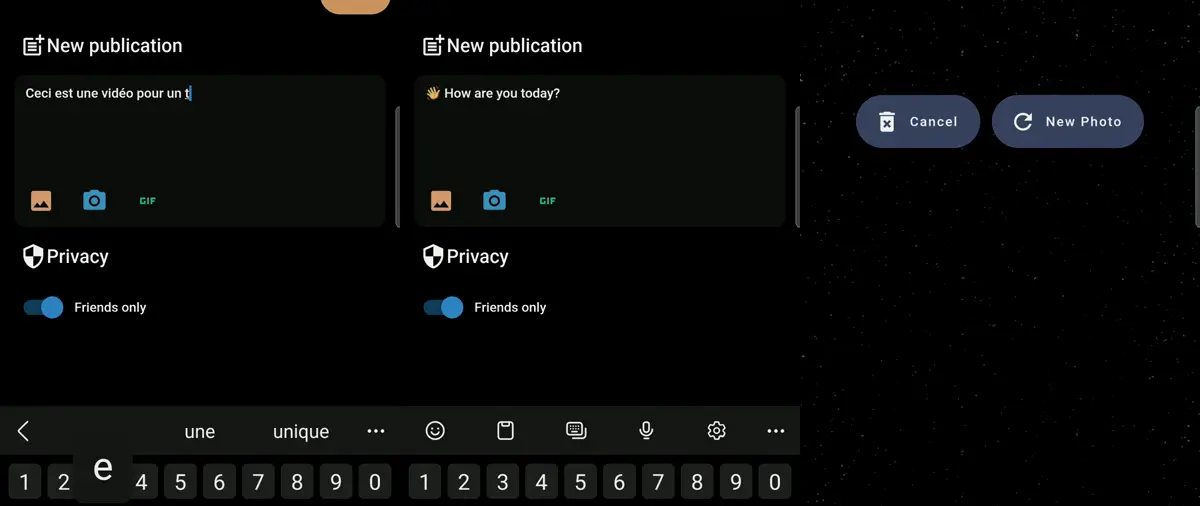 New publication
Ceci est une vidéo pour un t
GIF
Privacy
Friends only
une unique
1 2 e 4 5 6 7 8 9 0
New publication
👋 How are you today?
GIF
Privacy
Friends only
1 2 3 4 5 6 7 8 9 0
Cancel
New Photo